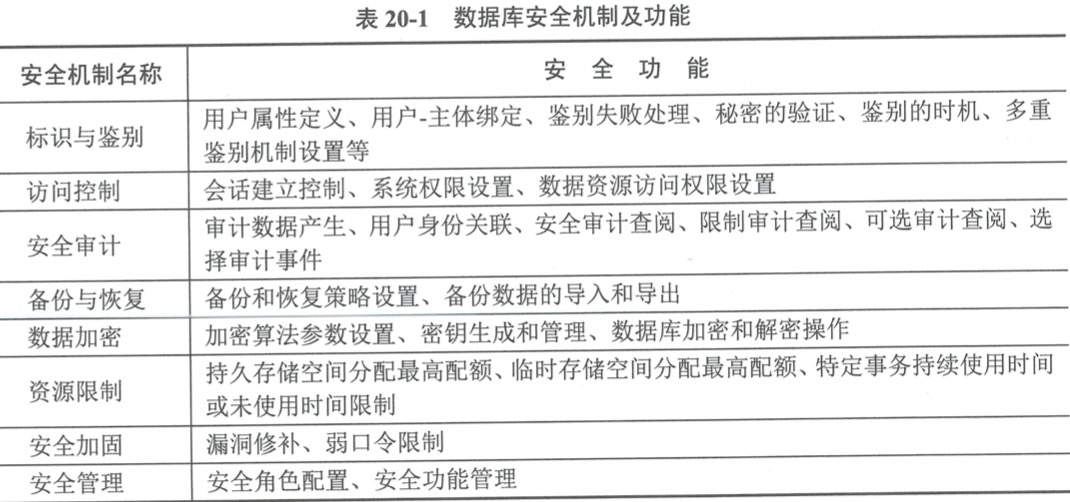 表 20-1 数据库安全机制及功能
安全机制名称 安 全 功 能
标识与鉴别 用户属性定义、用户-主体绑定、鉴别失败处理、秘密的验证、鉴别的时机、多重
鉴别机制设置等
访问控制 会话建立控制、系统权限设置、数据资源访问权限设置
安全审计 审计数据产生、用户身份关联、安全审计查阅、限制审计查阅、可选审计查阅、选
择审计事件
备份与恢复 备份和恢复策略设置、备份数据的导入和导出
数据加密 加密算法参数设置、密钥生成和管理、数据库加密和解密操作
资源限制 持久存储空间分配最高配额、临时存储空间分配最高配额、特定事务持续使用时间
或未使用时间限制
安全加固 漏洞修补、弱口令限制
安全管理 安全角色配置、安全功能管理